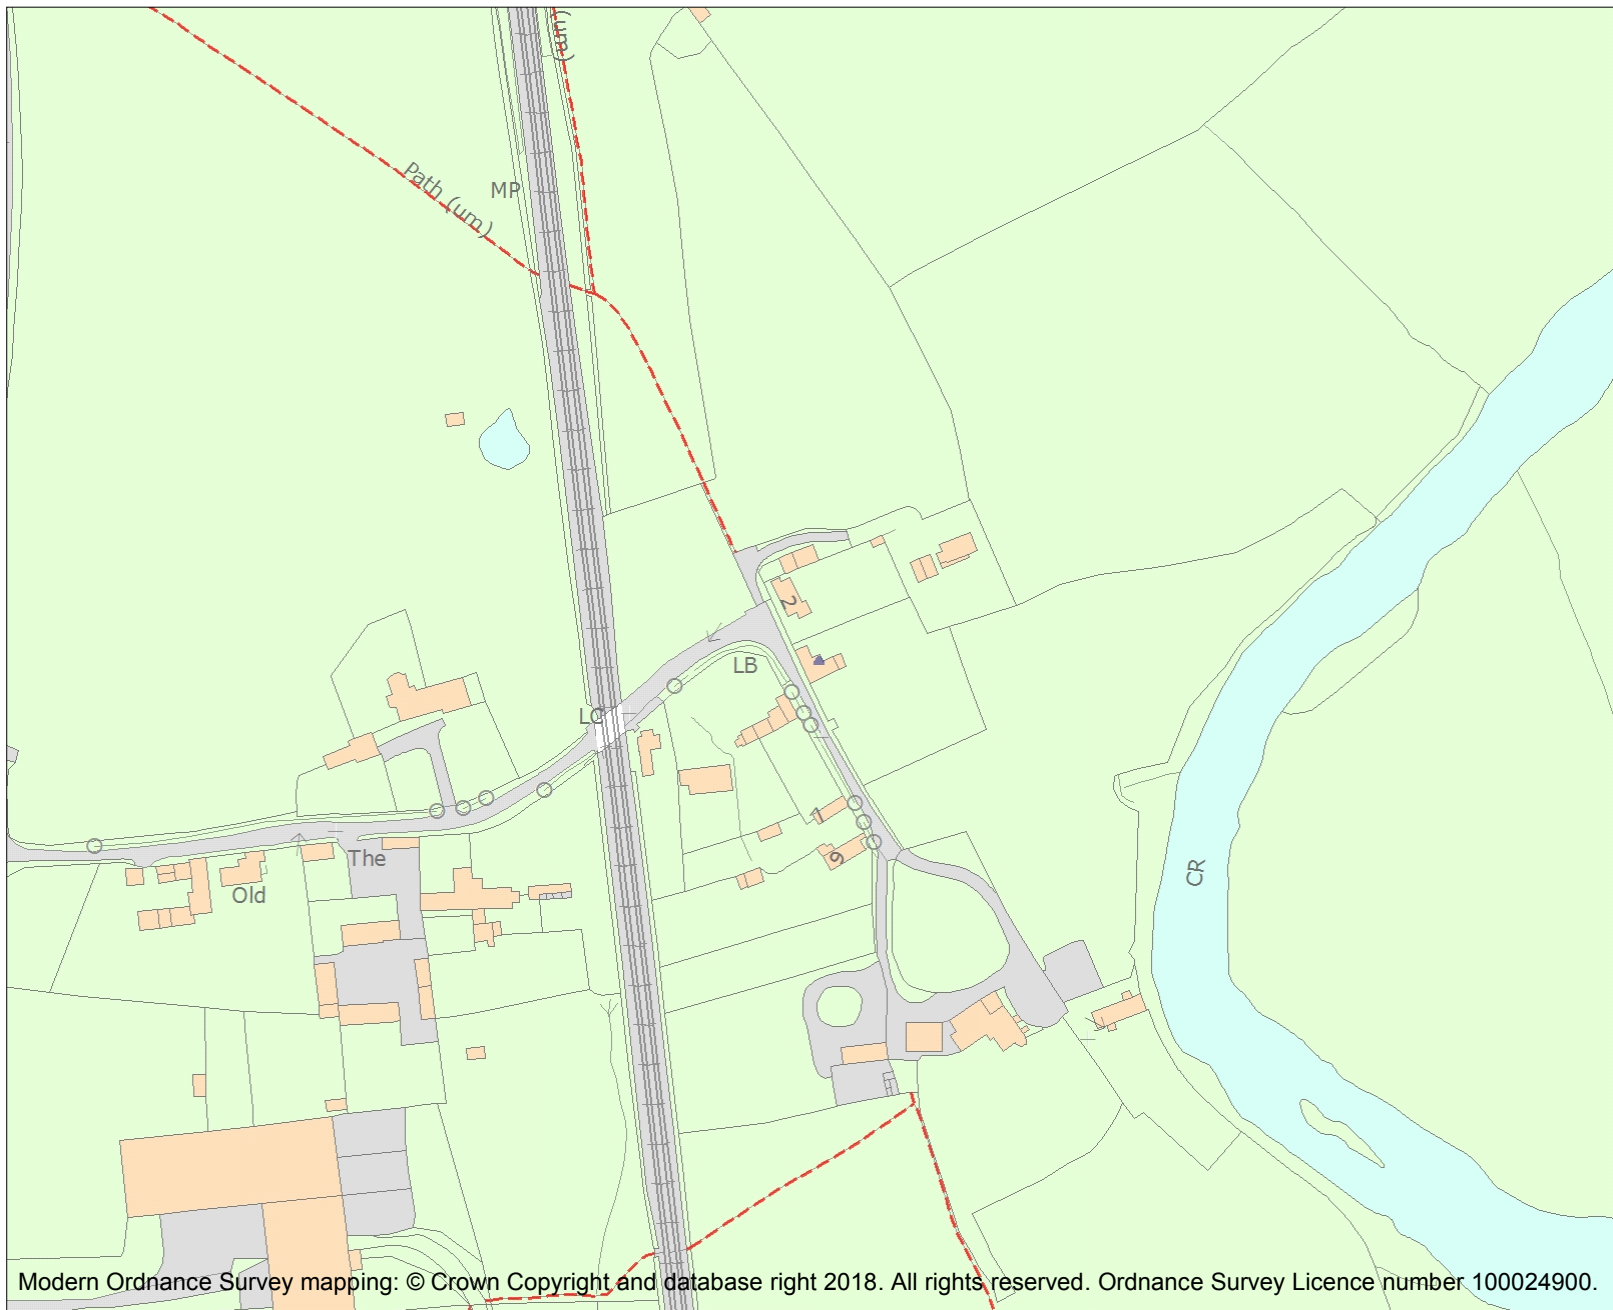 (um)
Path (um)
MP
2
LB
LC
1
The
6
CR
Old
Modern Ordnance Survey mapping: © Crown Copyright and database right 2018. All rights reserved. Ordnance Survey Licence number 100024900.